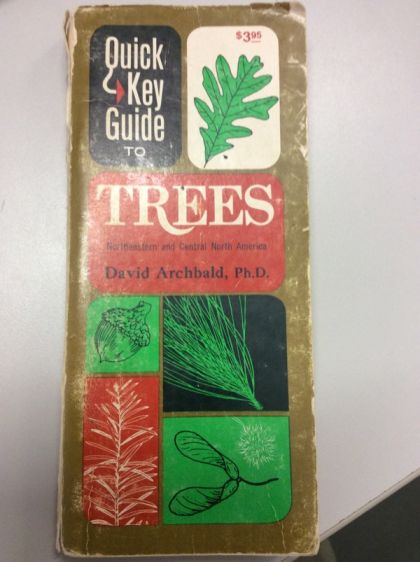 Quick
Key
Guide
TO
$3.95
TREES
Northeastern and Central North America
David Archbald, Ph.D.